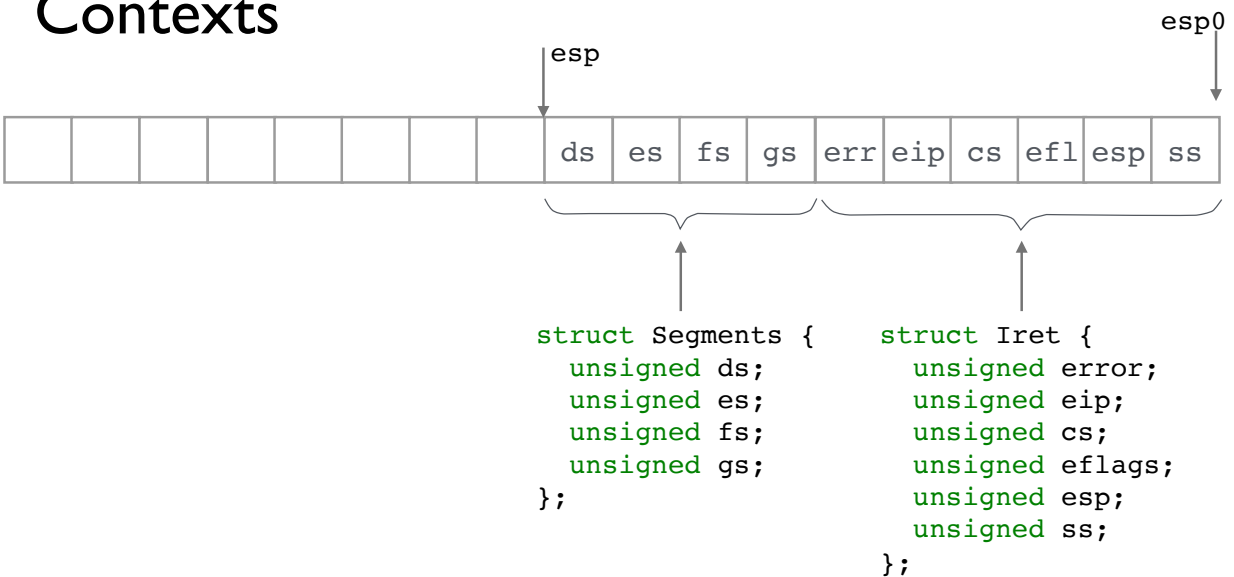 Contexts
esp0
esp
ds es fs gs err eip cs efl esp ss
struct Segments {
  unsigned ds;
  unsigned es;
  unsigned fs;
  unsigned gs;
};
struct Iret {
  unsigned error;
  unsigned eip;
  unsigned cs;
  unsigned eflags;
  unsigned esp;
  unsigned ss;
};